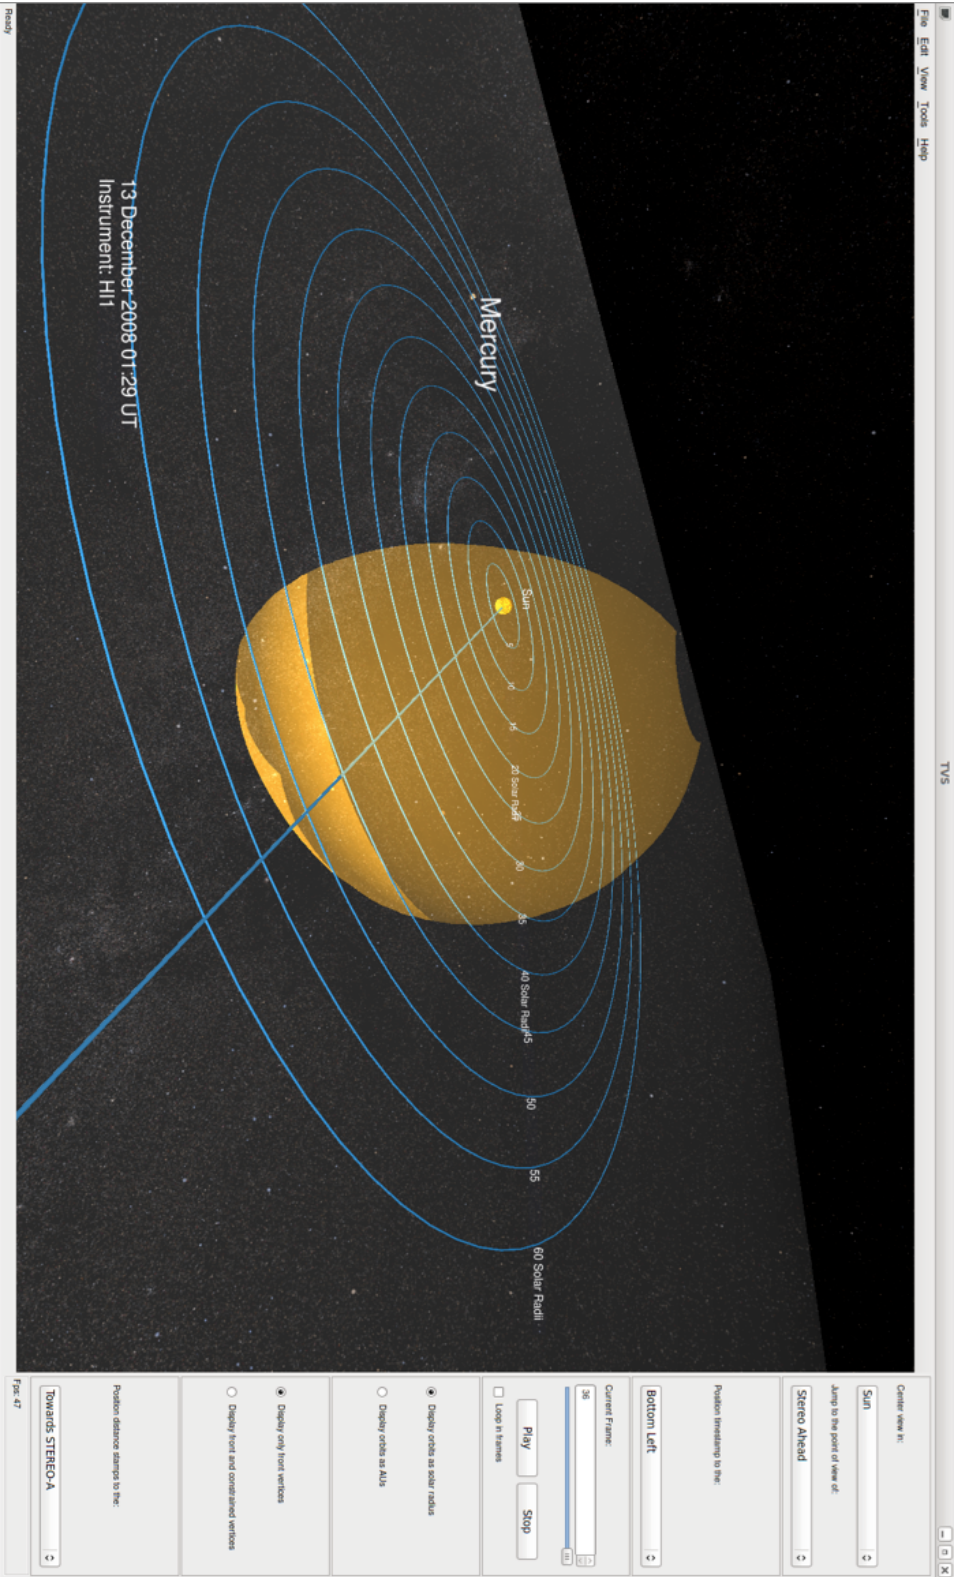 TVS
File Edit View Tools Help
Mercury
Sun
5
10
15
20 Solar Radii
25
30
35
40 Solar Radii
45
50
55
60 Solar Radii
13 December 2008 01:29 UT
Instrument: HI1
Center view in:
Sun
Jump to the point of view of:
Stereo Ahead
Position timestamp to the:
Bottom Left
Current Frame:
36
Play Stop
Loop in frames
Display orbits as solar radius
Display orbits as AUs
Display only front vertices
Display front and constrained vertices
Position distance stamps to the:
Towards STEREO-A
Ready
Fps: 47